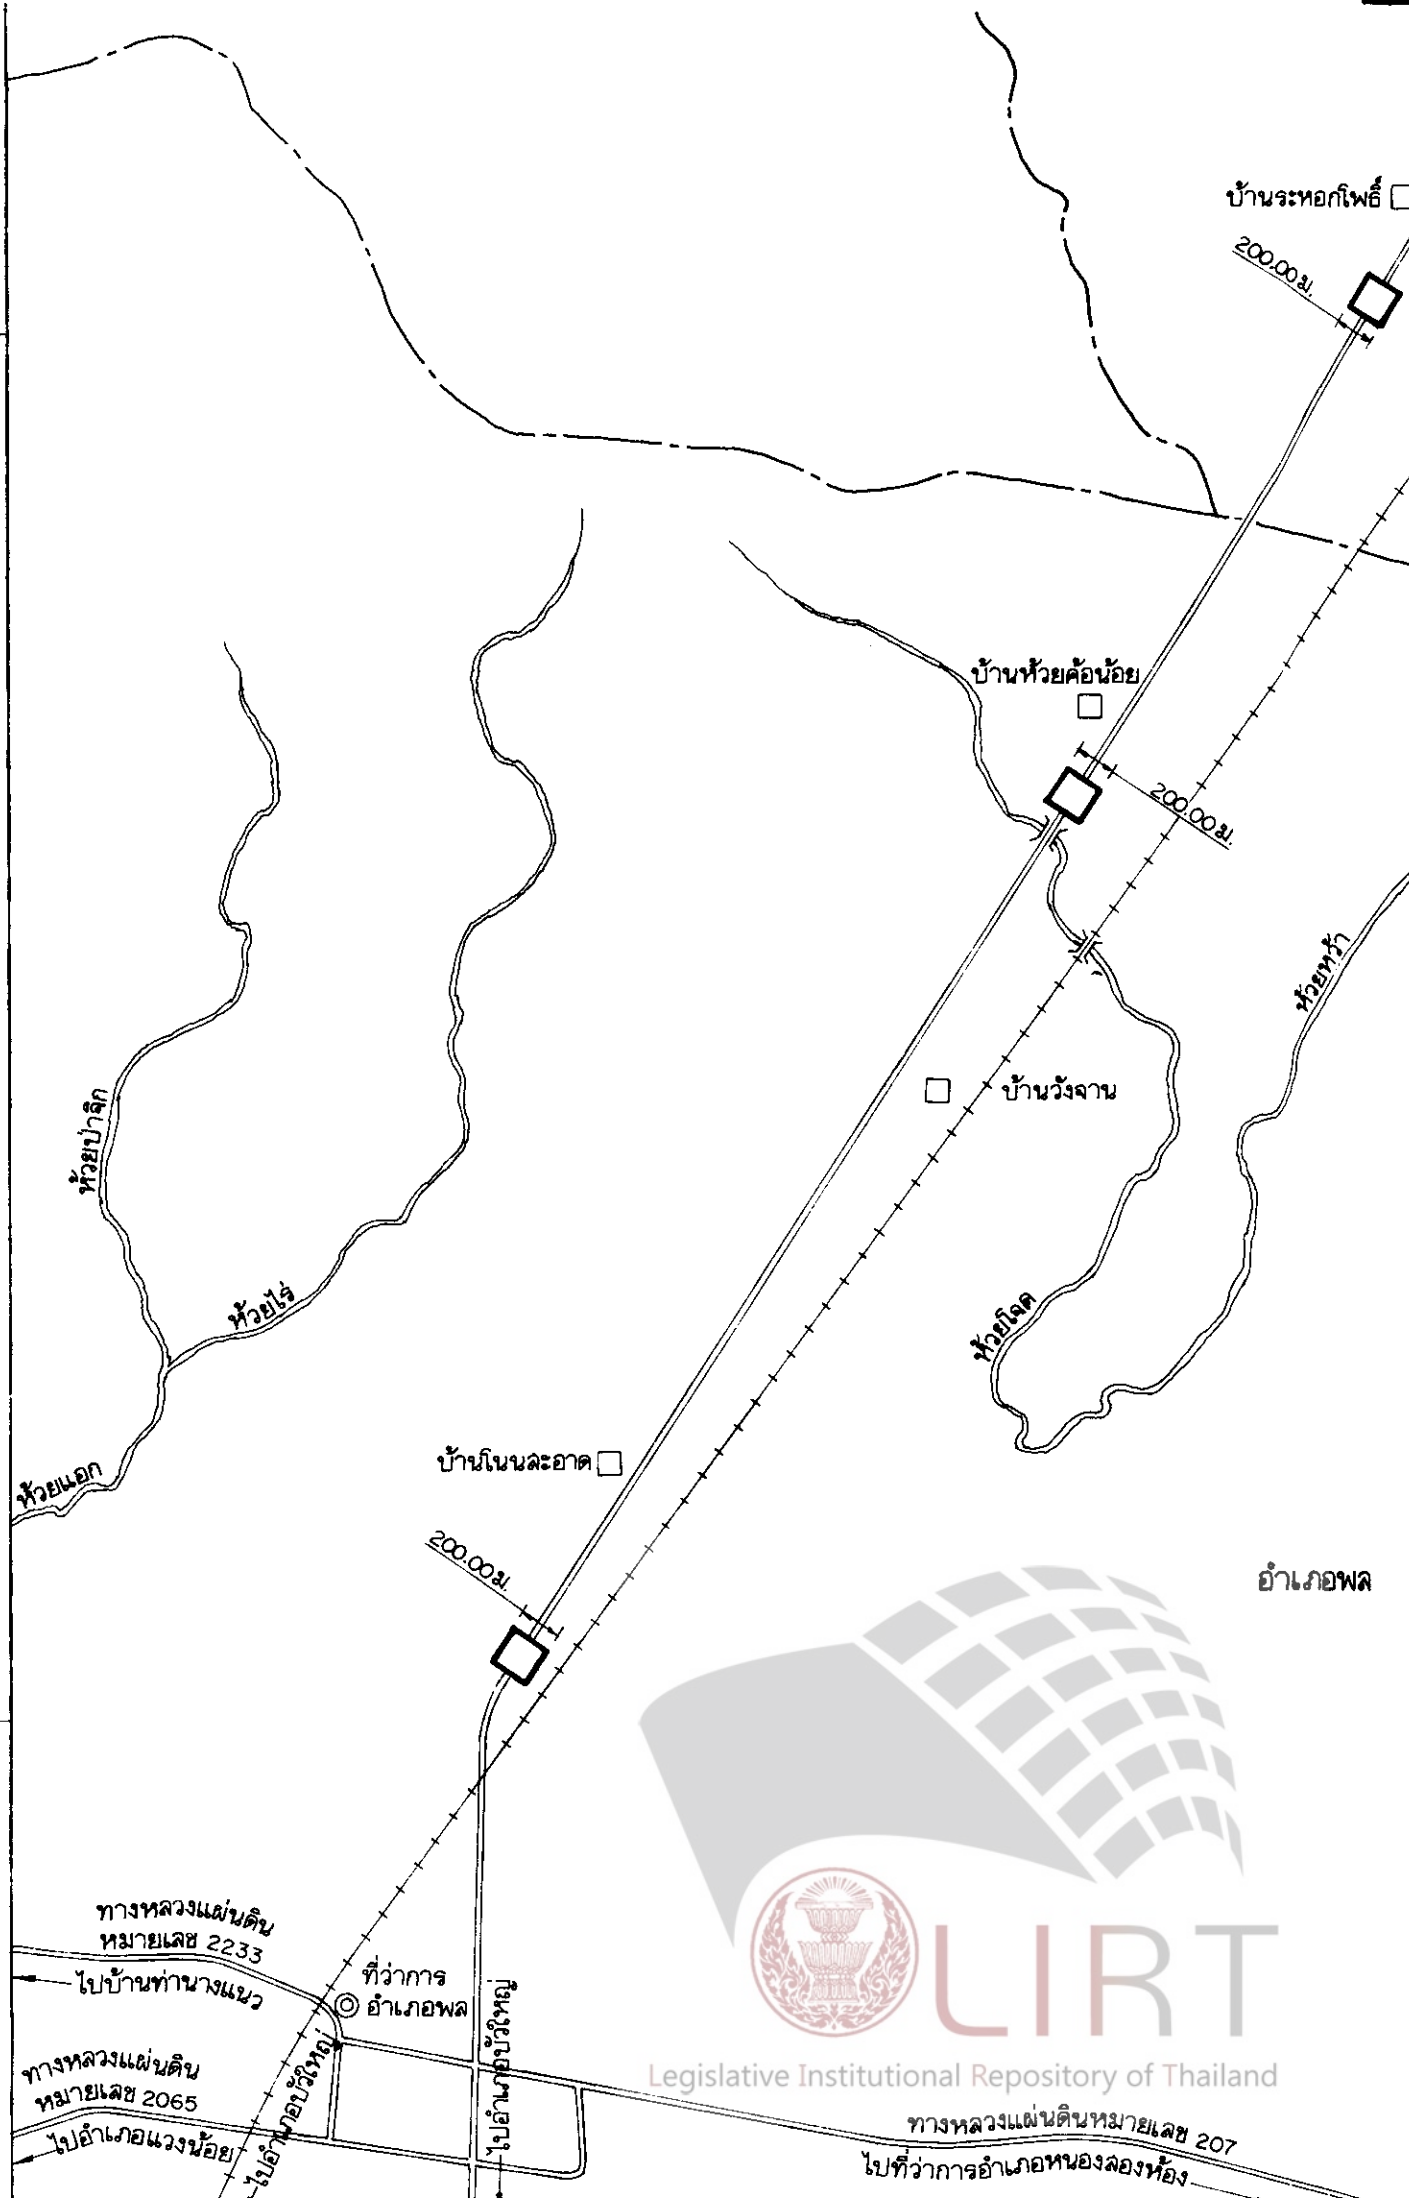 บ้านระหอกโพธิ์
200.00 ม.
บ้านห้วยค้อน้อย
200.00 ม.
ห้วยหว้า
บ้านวังจาน
ห้วยป่าจิก
ห้วยไร่
ห้วยโจด
บ้านโนนละอาด
ห้วยแอก
200.00 ม.
อำเภอพล
ทางหลวงแผ่นดิน
หมายเลข 2233
ไปบ้านท่านางแนว
ที่ว่าการ
อำเภอพล
ไปอำเภอบัวใหญ่
ไปอำเภอบัวใหญ่
LIRT
Legislative Institutional Repository of Thailand
ทางหลวงแผ่นดิน
หมายเลข 2065
ไปอำเภอแวงน้อย
ทางหลวงแผ่นดินหมายเลข 207
ไปที่ว่าการอำเภอหนองสองห้อง